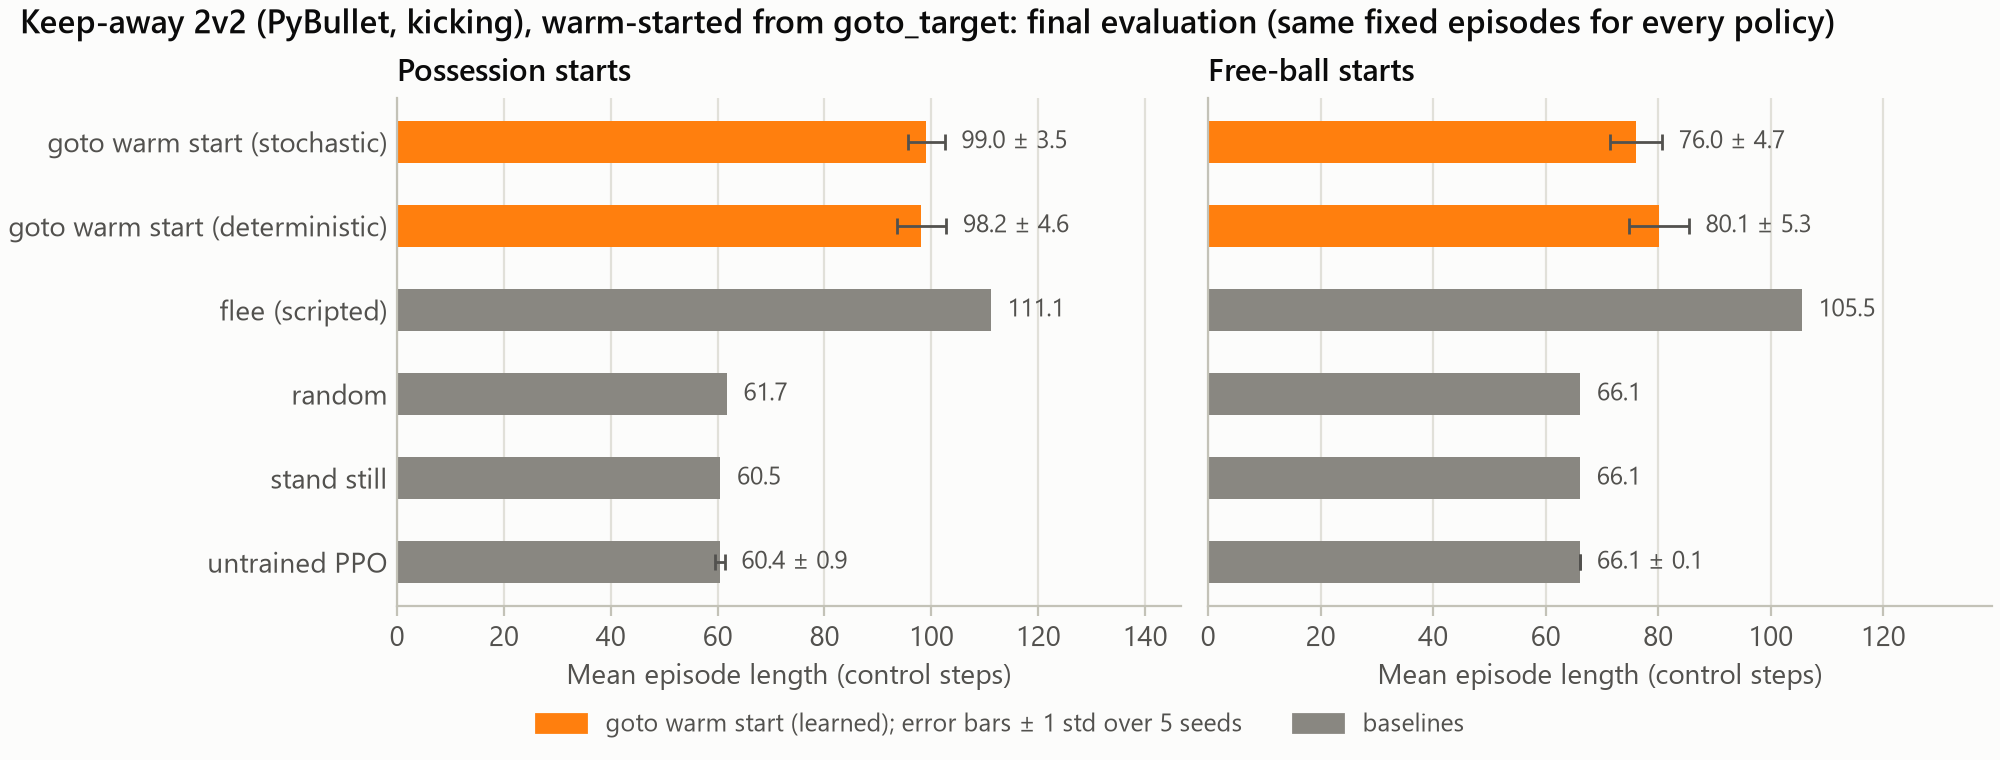 Keep-away 2v2 (PyBullet, kicking), warm-started from goto_target: final evaluation (same fixed episodes for every policy)
Possession starts
goto warm start (stochastic)
99.0 ± 3.5
goto warm start (deterministic)
98.2 ± 4.6
flee (scripted)
111.1
random
61.7
stand still
60.5
untrained PPO
60.4 ± 0.9
0 20 40 60 80 100 120 140
Mean episode length (control steps)
Free-ball starts
76.0 ± 4.7
80.1 ± 5.3
105.5
66.1
66.1
66.1 ± 0.1
0 20 40 60 80 100 120
Mean episode length (control steps)
goto warm start (learned); error bars ± 1 std over 5 seeds
baselines